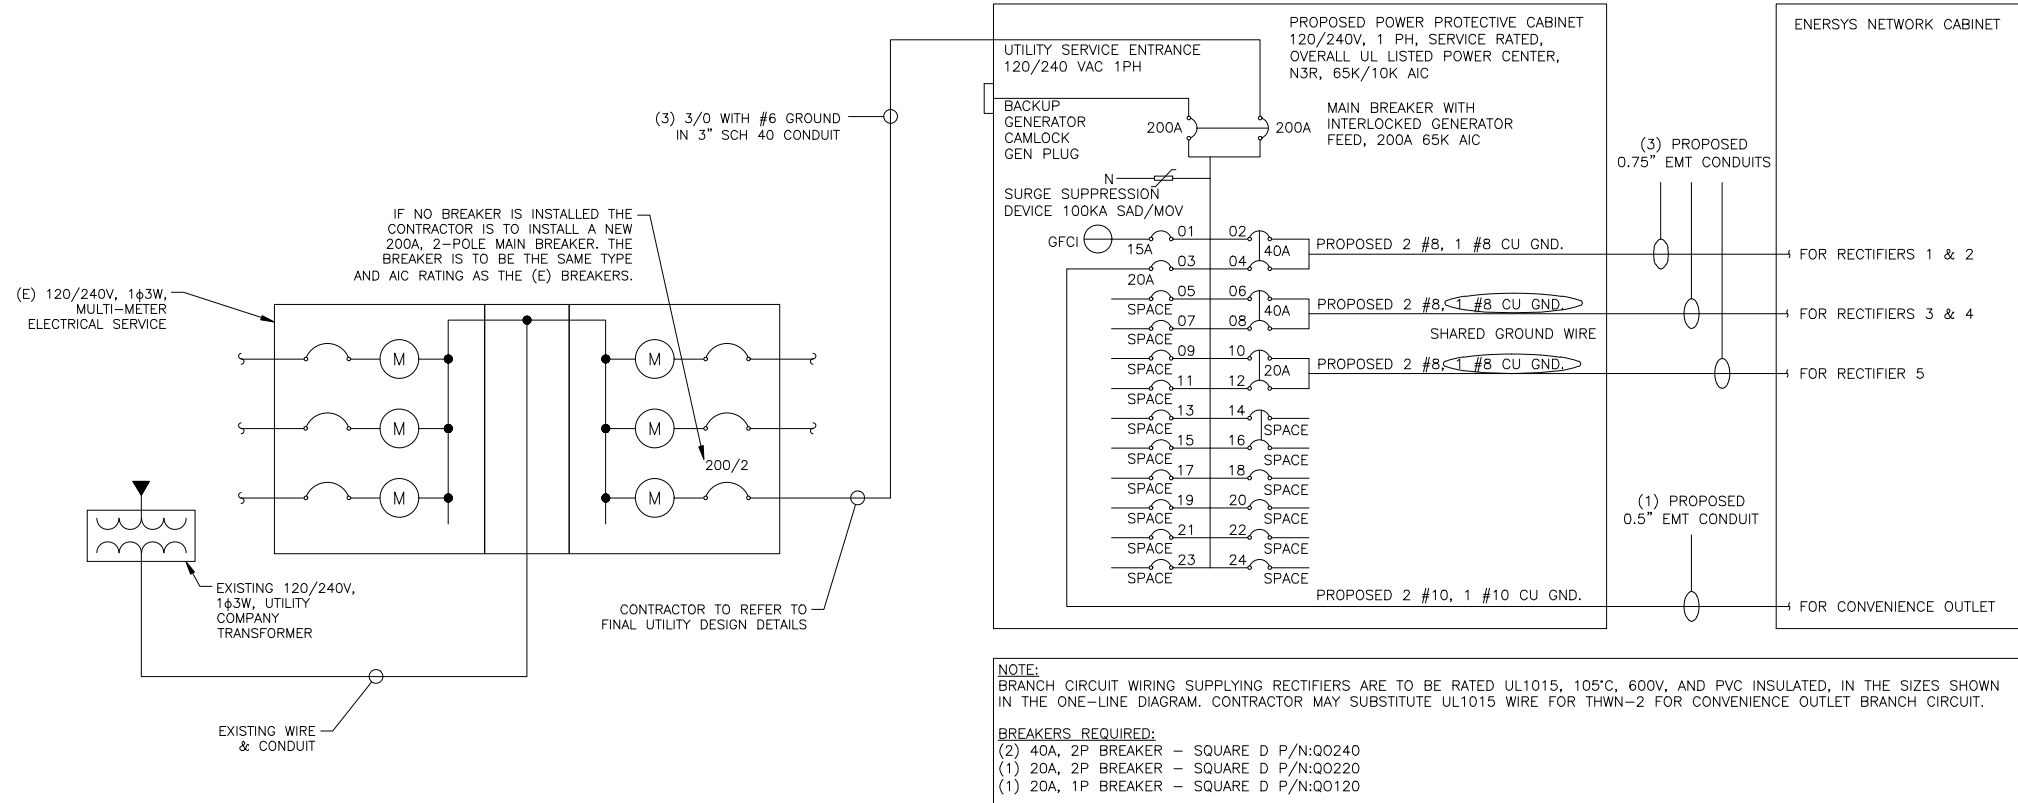 (E) 120/240V, 1ϕ3W,
MULTI-METER
ELECTRICAL SERVICE
IF NO BREAKER IS INSTALLED THE
CONTRACTOR IS TO INSTALL A NEW
200A, 2-POLE MAIN BREAKER. THE
BREAKER IS TO BE THE SAME TYPE
AND AIC RATING AS THE (E) BREAKERS.
M
M
M
M
M
M
200/2
EXISTING 120/240V,
1ϕ3W, UTILITY
COMPANY
TRANSFORMER
EXISTING WIRE
& CONDUIT
CONTRACTOR TO REFER TO
FINAL UTILITY DESIGN DETAILS
(3) 3/0 WITH #6 GROUND
IN 3" SCH 40 CONDUIT
UTILITY SERVICE ENTRANCE
120/240 VAC 1PH
PROPOSED POWER PROTECTIVE CABINET
120/240V, 1 PH, SERVICE RATED,
OVERALL UL LISTED POWER CENTER,
N3R, 65K/10K AIC
BACKUP
GENERATOR
CAMLOCK
GEN PLUG
200A
200A
MAIN BREAKER WITH
INTERLOCKED GENERATOR
FEED, 200A 65K AIC
N
SURGE SUPPRESSION
DEVICE 100KA SAD/MOV
GFCI
15A 01 02 40A
20A 03 04
SPACE 05 06 40A
SPACE 07 08
SPACE 09 10 20A
SPACE 11 12
SPACE 13 14 SPACE
SPACE 15 16 SPACE
SPACE 17 18 SPACE
SPACE 19 20 SPACE
SPACE 21 22 SPACE
SPACE 23 24 SPACE
PROPOSED 2 #8, 1 #8 CU GND.
PROPOSED 2 #8, 1 #8 CU GND.
SHARED GROUND WIRE
PROPOSED 2 #8, 1 #8 CU GND.
PROPOSED 2 #10, 1 #10 CU GND.
(3) PROPOSED
0.75" EMT CONDUITS
(1) PROPOSED
0.5" EMT CONDUIT
ENERSYS NETWORK CABINET
FOR RECTIFIERS 1 & 2
FOR RECTIFIERS 3 & 4
FOR RECTIFIER 5
FOR CONVENIENCE OUTLET
NOTE:
BRANCH CIRCUIT WIRING SUPPLYING RECTIFIERS ARE TO BE RATED UL1015, 105°C, 600V, AND PVC INSULATED, IN THE SIZES SHOWN
IN THE ONE-LINE DIAGRAM. CONTRACTOR MAY SUBSTITUTE UL1015 WIRE FOR THWN-2 FOR CONVENIENCE OUTLET BRANCH CIRCUIT.
BREAKERS REQUIRED:
(2) 40A, 2P BREAKER - SQUARE D P/N:QO240
(1) 20A, 2P BREAKER - SQUARE D P/N:QO220
(1) 20A, 1P BREAKER - SQUARE D P/N:QO120